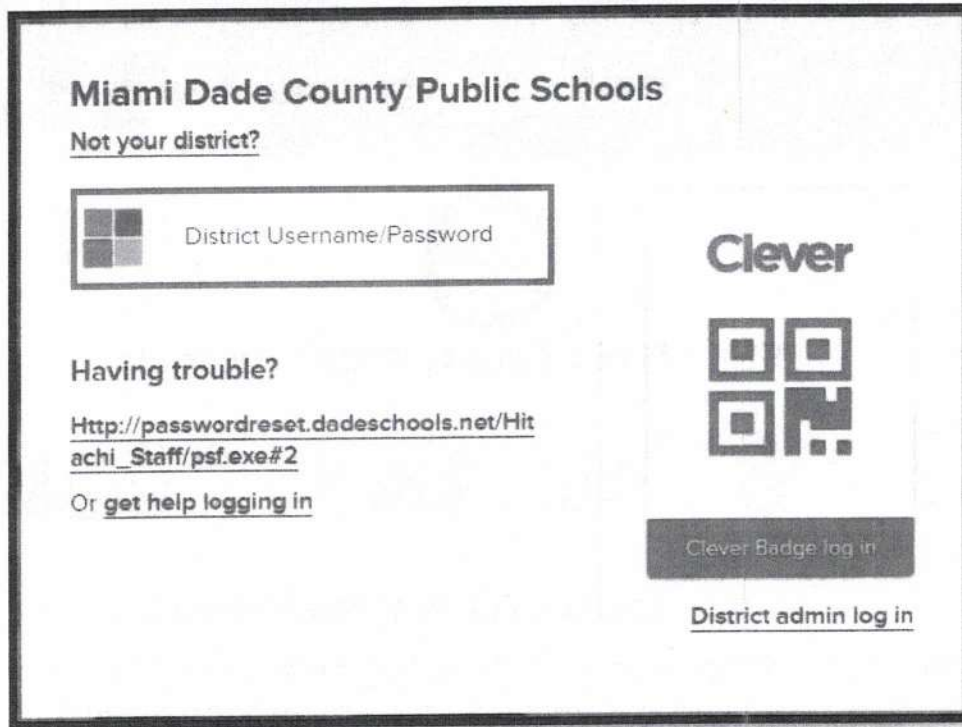 Miami Dade County Public Schools
Not your district?
District Username/Password
Having trouble?
Http://passwordreset.dadeschools.net/Hit
achi_Staff/psf.exe#2
Or get help logging in
Clever
Clever Badge log in
District admin log in